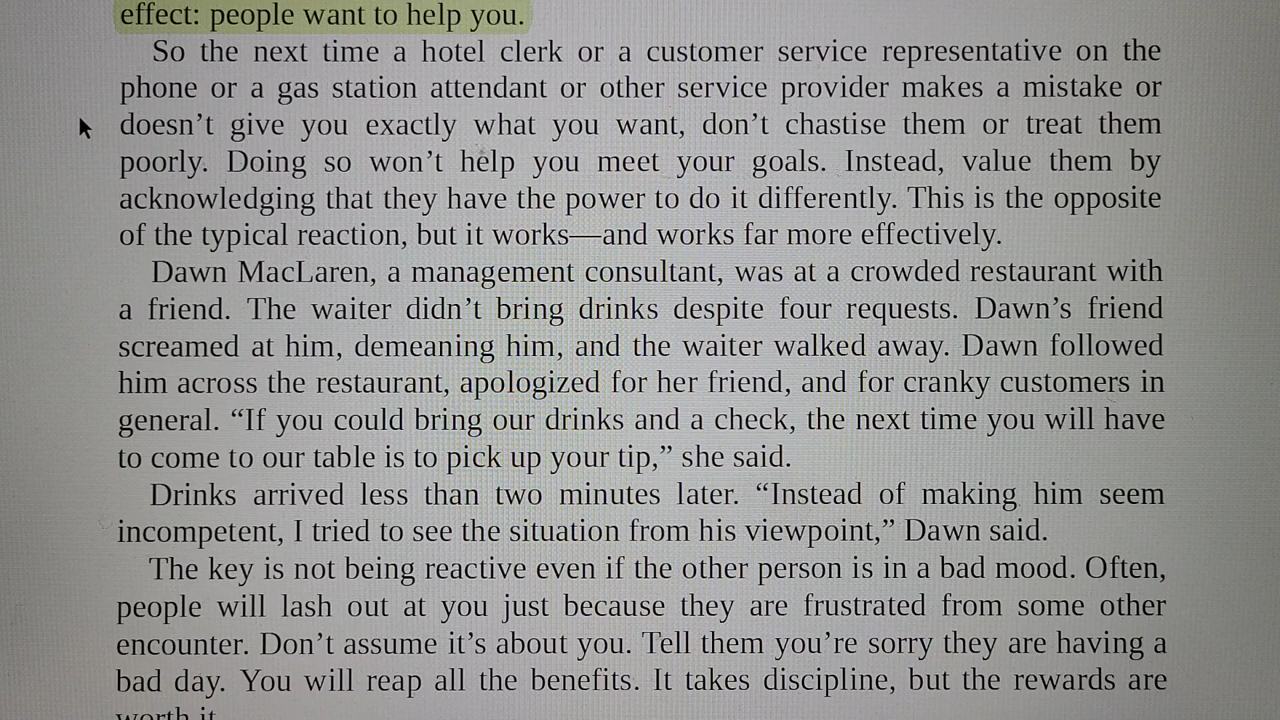 effect: people want to help you.
So the next time a hotel clerk or a customer service representative on the
phone or a gas station attendant or other service provider makes a mistake or
doesn’t give you exactly what you want, don’t chastise them or treat them
poorly. Doing so won’t help you meet your goals. Instead, value them by
acknowledging that they have the power to do it differently. This is the opposite
of the typical reaction, but it works—and works far more effectively.
Dawn MacLaren, a management consultant, was at a crowded restaurant with
a friend. The waiter didn’t bring drinks despite four requests. Dawn’s friend
screamed at him, demeaning him, and the waiter walked away. Dawn followed
him across the restaurant, apologized for her friend, and for cranky customers in
general. “If you could bring our drinks and a check, the next time you will have
to come to our table is to pick up your tip,” she said.
Drinks arrived less than two minutes later. “Instead of making him seem
incompetent, I tried to see the situation from his viewpoint,” Dawn said.
The key is not being reactive even if the other person is in a bad mood. Often,
people will lash out at you just because they are frustrated from some other
encounter. Don’t assume it’s about you. Tell them you’re sorry they are having a
bad day. You will reap all the benefits. It takes discipline, but the rewards are
worth it